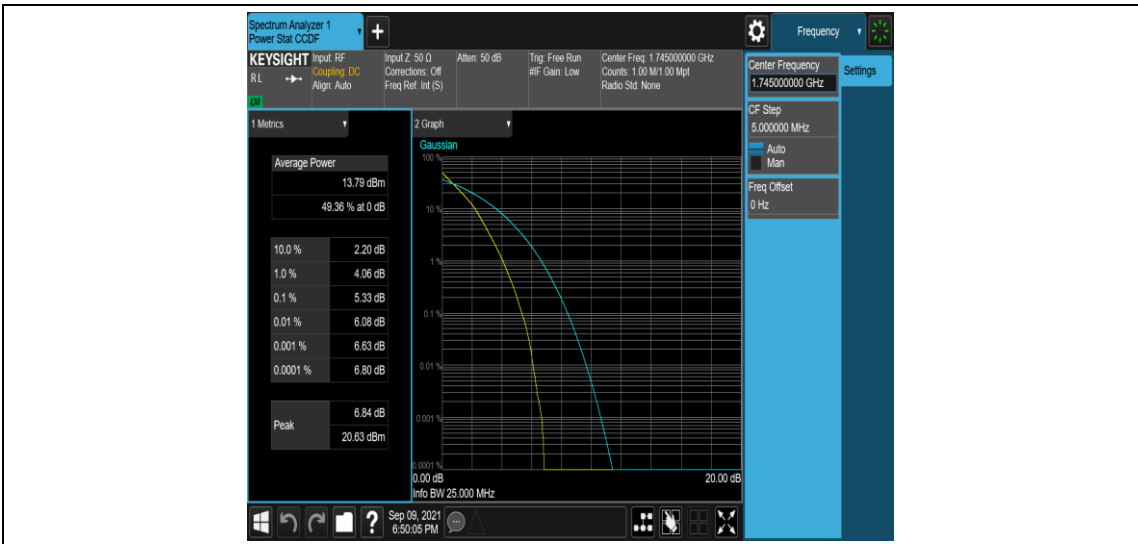 Spectrum Analyzer 1
Power Stat CCDF
Frequency
KEYSIGHT
R L
LXI
Input: RF
Coupling: DC
Align: Auto
Input Z: 50 Ω
Corrections: Off
Freq Ref: Int (S)
Atten: 50 dB
Trig: Free Run
#IF Gain: Low
Center Freq: 1.745000000 GHz
Counts: 1.00 M/1.00 Mpt
Radio Std: None
Center Frequency
1.745000000 GHz
Settings
CF Step
5.000000 MHz
Auto
Man
Freq Offset
0 Hz
1 Metrics
Average Power
13.79 dBm
49.36 % at 0 dB
10.0 % 2.20 dB
1.0 % 4.06 dB
0.1 % 5.33 dB
0.01 % 6.08 dB
0.001 % 6.63 dB
0.0001 % 6.80 dB
Peak
6.84 dB
20.63 dBm
2 Graph
Gaussian
100 %
10 %
1 %
0.1 %
0.01 %
0.001 %
0.0001 %
0.00 dB 20.00 dB
Info BW 25.000 MHz
Sep 09, 2021
6:50:05 PM